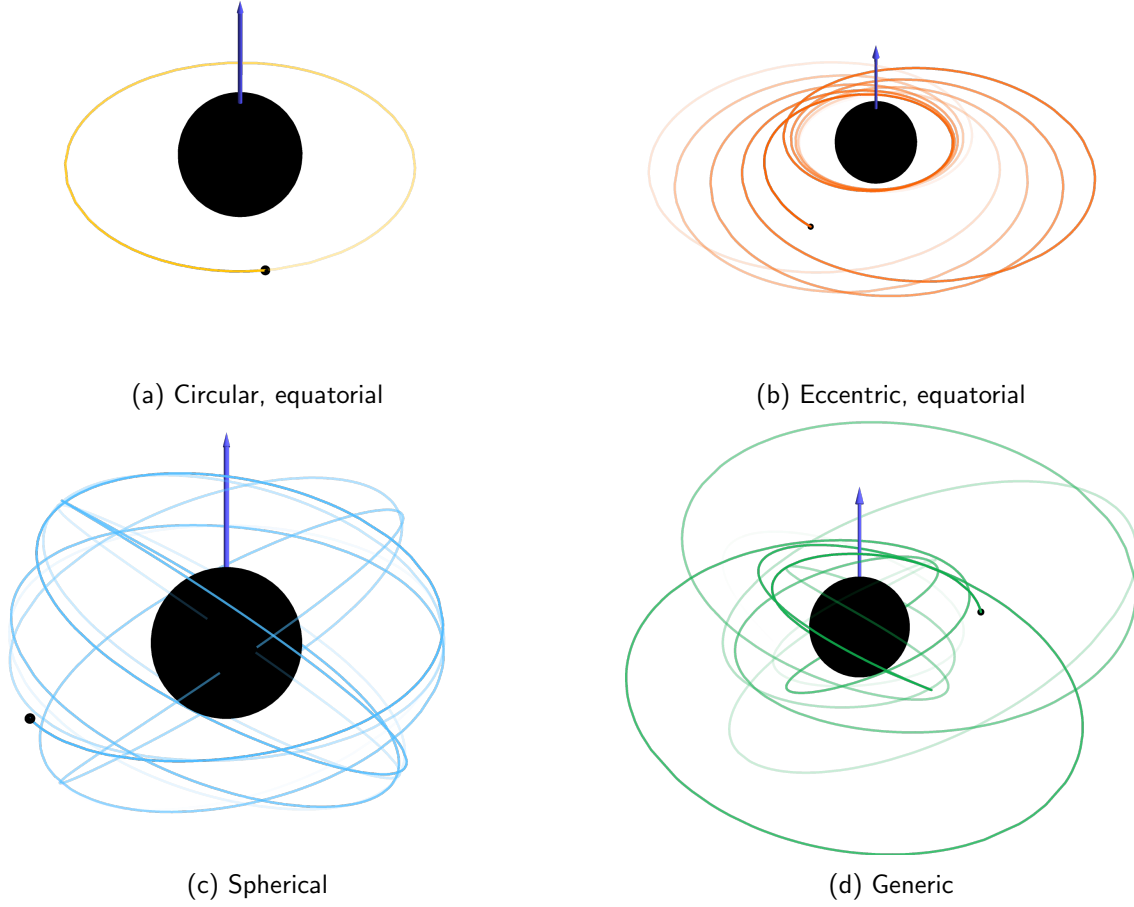 (a) Circular, equatorial
(b) Eccentric, equatorial
(c) Spherical
(d) Generic